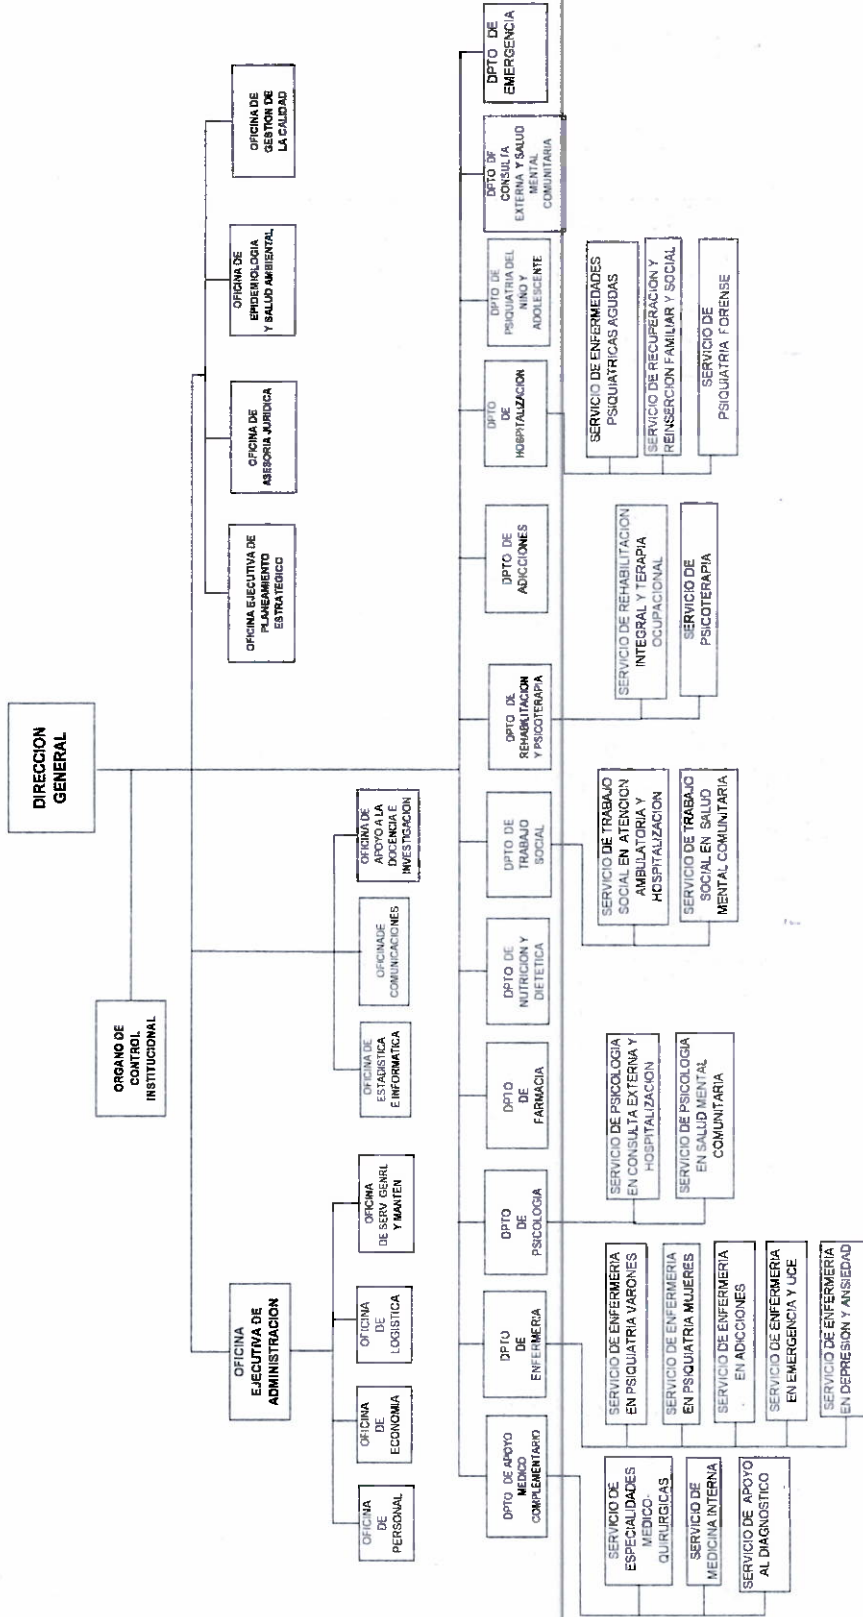 DIRECCION
GENERAL
ORGANO DE
CONTROL
INSTITUCIONAL
OFICINA EJECUTIVA DE
PLANEAMIENTO
ESTRATEGICO
OFICINA DE
ASESORIA JURIDICA
OFICINA DE
EPIDEMIOLOGIA
Y SALUD AMBIENTAL
OFICINA DE
GESTION DE
LA CALIDAD
OFICINA
EJECUTIVA DE
ADMINISTRACION
OFICINA
DE
PERSONAL
OFICINA
DE
ECONOMIA
OFICINA
DE
LOGISTICA
OFICINA
DE SERV GENRL
Y MANTEN
OFICINA DE
ESTADISTICA
E INFORMATICA
OFICINADE
COMUNICACIONES
OFICINA DE
APOYO A LA
DOCENCIA E
INVESTIGACION
DPTO DE APOYO
MEDICO
COMPLEMENTARIO
DPTO
DE
ENFERMERIA
DPTO
DE
PSICOLOGIA
DPTO
DE
FARMACIA
DPTO DE
NUTRICION Y
DIETETICA
DPTO DE
TRABAJO
SOCIAL
DPTO DE
REHABILITACION
Y PSICOTERAPIA
DPTO DE
ADICCIONES
DPTO
DE
HOSPITALIZACION
DPTO DE
PSIQUIATRIA DEL
NIÑO Y
ADOLESCENTE
DPTO DE
CONSULTA
EXTERNA Y SALUD
MENTAL
COMUNITARIA
DPTO DE
EMERGENCIA
SERVICIO DE
ESPECIALIDADES
MEDICO-
QUIRURGICAS
SERVICIO DE
MEDICINA INTERNA
SERVICIO DE APOYO
AL DIAGNOSTICO
SERVICIO DE ENFERMERIA
EN PSIQUIATRIA VARONES
SERVICIO DE ENFERMERIA
EN PSIQUIATRIA MUJERES
SERVICIO DE ENFERMERIA
EN ADICCIONES
SERVICIO DE ENFERMERIA
EN EMERGENCIA Y UCE
SERVICIO DE ENFERMERIA
EN DEPRESION Y ANSIEDAD
SERVICIO DE PSICOLOGIA
EN CONSULTA EXTERNA Y
HOSPITALIZACION
SERVICIO DE PSICOLOGIA
EN SALUD MENTAL
COMUNITARIA
SERVICIO DE TRABAJO
SOCIAL EN ATENCION
AMBULATORIA Y
HOSPITALIZACION
SERVICIO DE TRABAJO
SOCIAL EN SALUD
MENTAL COMUNITARIA
SERVICIO DE REHABILITACION
INTEGRAL Y TERAPIA
OCUPACIONAL
SERVICIO DE
PSICOTERAPIA
SERVICIO DE ENFERMEDADES
PSIQUIATRICAS AGUDAS
SERVICIO DE RECUPERACION Y
REINSERCION FAMILIAR Y SOCIAL
SERVICIO DE
PSIQUIATRIA FORENSE